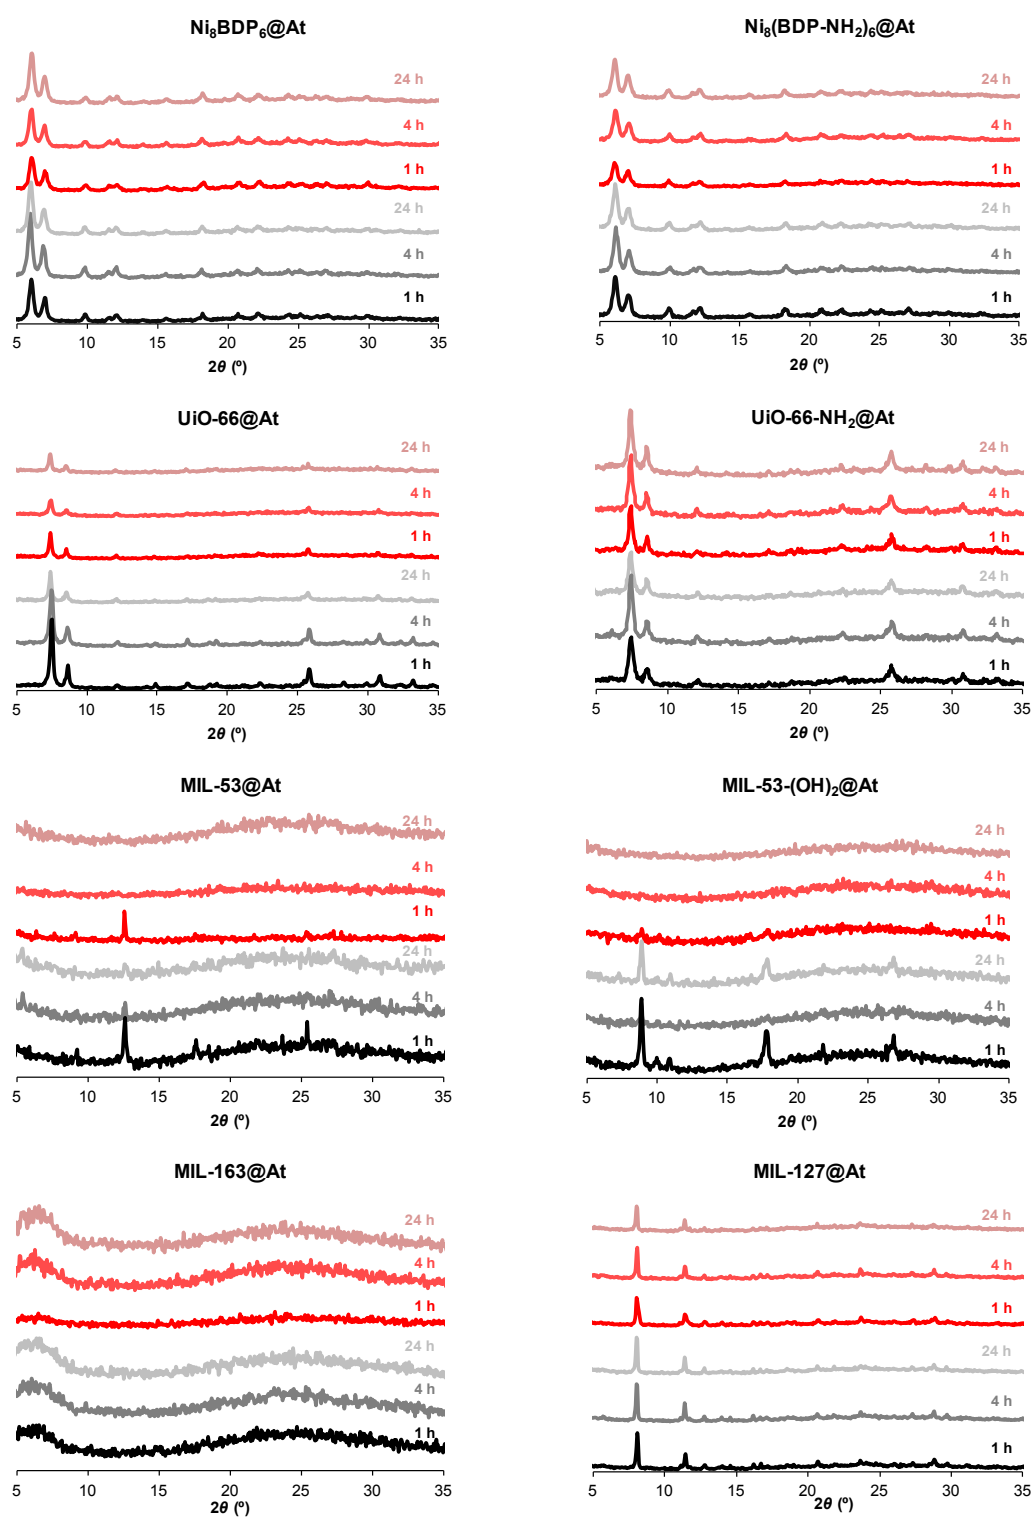 Ni₈BDP₆@At
24 h
4 h
1 h
24 h
4 h
1 h
5 10 15 20 25 30 35
2θ (º)
Ni₈(BDP-NH₂)₆@At
24 h
4 h
1 h
24 h
4 h
1 h
5 10 15 20 25 30 35
2θ (º)
UiO-66@At
24 h
4 h
1 h
24 h
4 h
1 h
5 10 15 20 25 30 35
2θ (º)
UiO-66-NH₂@At
24 h
4 h
1 h
24 h
4 h
1 h
5 10 15 20 25 30 35
2θ (º)
MIL-53@At
24 h
4 h
1 h
24 h
4 h
1 h
5 10 15 20 25 30 35
2θ (º)
MIL-53-(OH)₂@At
24 h
4 h
1 h
24 h
4 h
1 h
5 10 15 20 25 30 35
2θ (º)
MIL-163@At
24 h
4 h
1 h
24 h
4 h
1 h
5 10 15 20 25 30 35
2θ (º)
MIL-127@At
24 h
4 h
1 h
24 h
4 h
1 h
5 10 15 20 25 30 35
2θ (º)